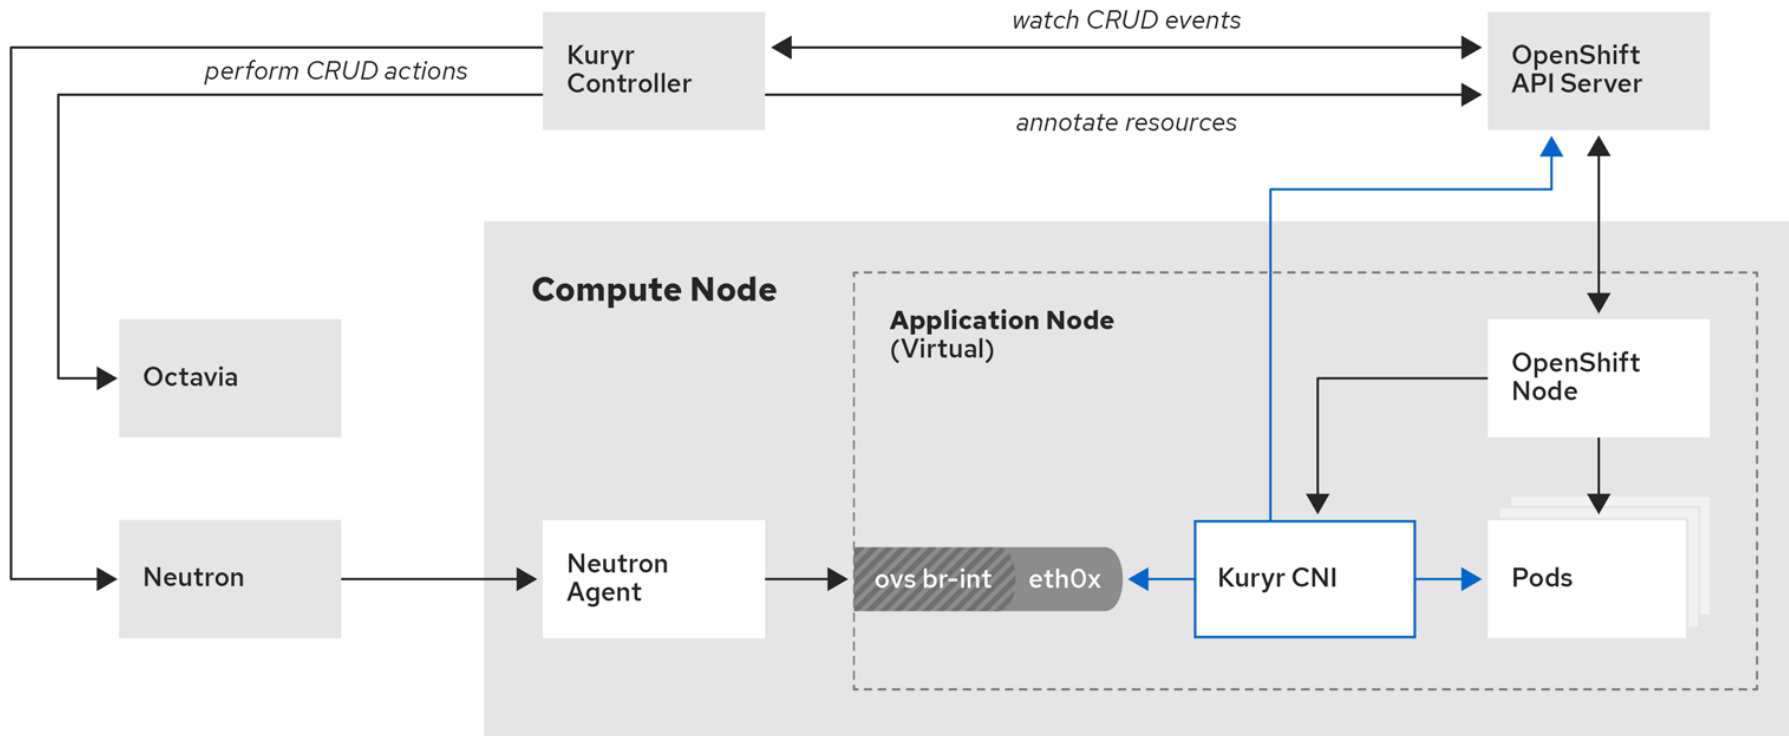 watch CRUD events
Kuryr
Controller
OpenShift
API Server
perform CRUD actions
annotate resources
Compute Node
Application Node
(Virtual)
Octavia
OpenShift
Node
Neutron
Neutron
Agent
ovs br-int
eth0x
Kuryr CNI
Pods